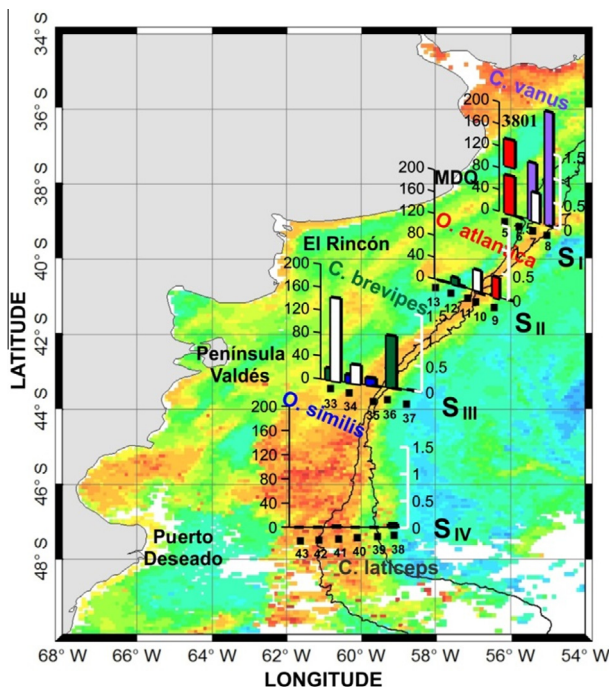 34° S
36° S
38° S
40° S
42° S
44° S
46° S
48° S
LATITUDE
C. vanus
3801
200
160
120
80
40
0
1.5
1
0.5
0
5
6
7
8
S I
MDQ
200
160
120
80
40
0
O. atlantica
0.5
0
13
12
11
10
9
S II
El Rincón
200
160
120
80
40
0
C. brevipes
1.5
0.5
0
33
34
35
36
37
S III
Península
Valdés
O. similis
200
160
120
80
40
0
1.5
1
0.5
0
43
42
41
40
39
38
S IV
Puerto
Deseado
C. laticeps
68° W
66° W
64° W
62° W
60° W
58° W
56° W
54° W
LONGITUDE